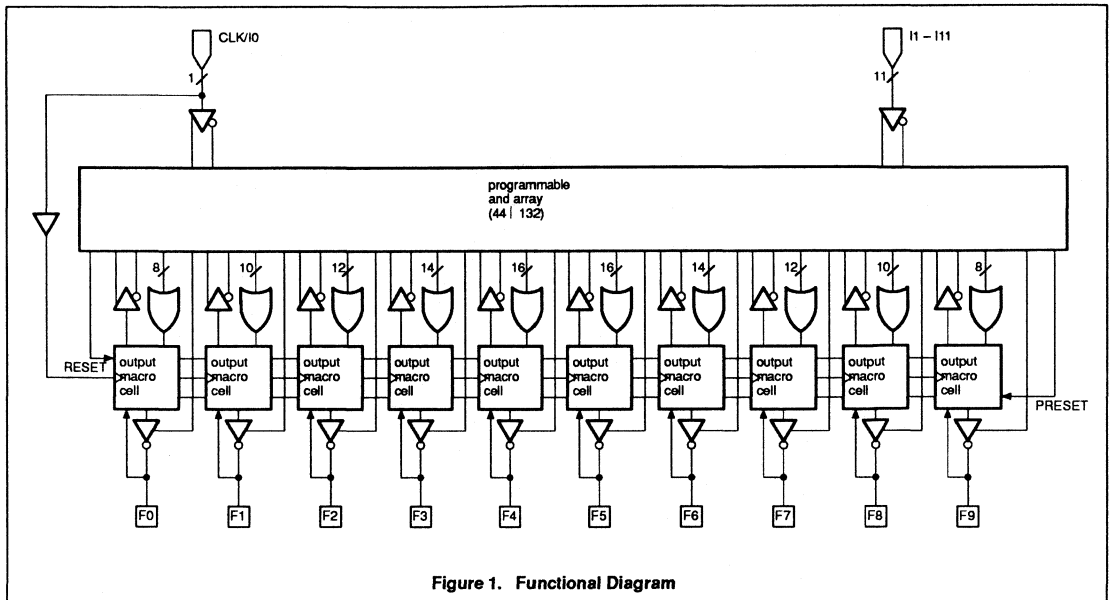 CLK/I0
I1 – I11
1
11
programmable
and array
(44 | 132)
8
10
12
14
16
16
14
12
10
8
RESET
output
macro
cell
output
macro
cell
output
macro
cell
output
macro
cell
output
macro
cell
output
macro
cell
output
macro
cell
output
macro
cell
output
macro
cell
output
macro
cell
PRESET
F0
F1
F2
F3
F4
F5
F6
F7
F8
F9
Figure 1. Functional Diagram